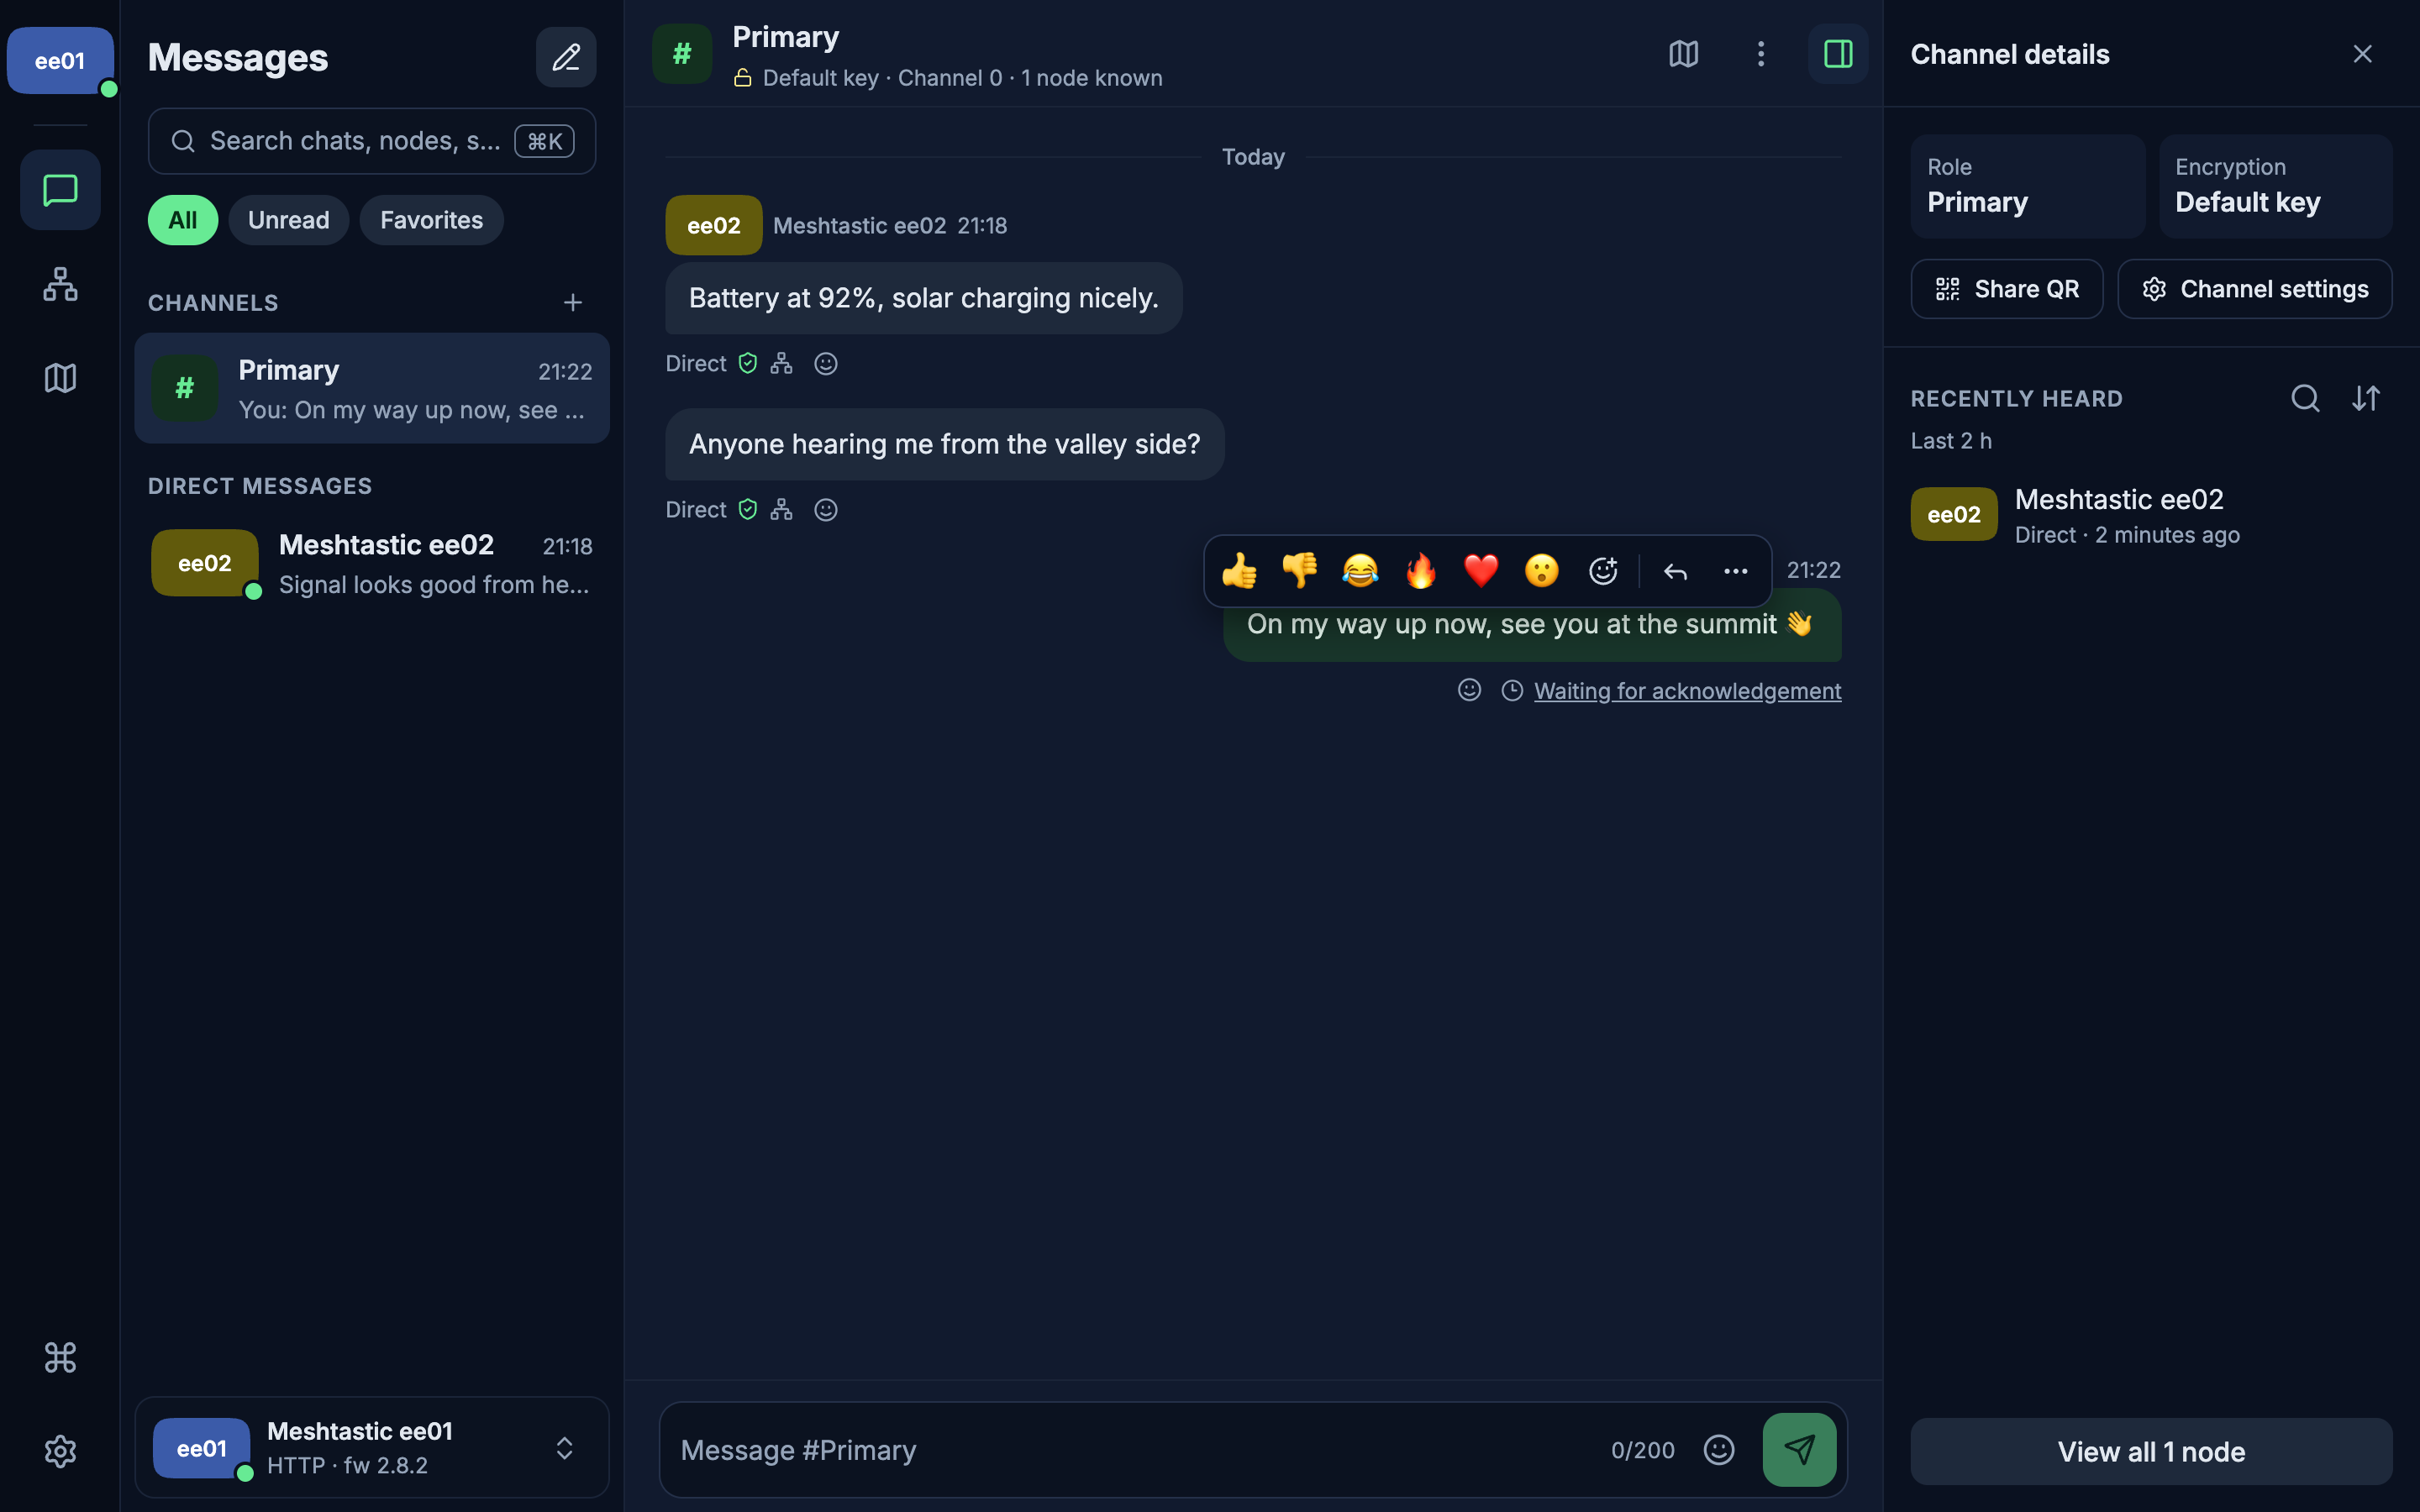 ee01
Messages
Search chats, nodes, s... ⌘K
All Unread Favorites
CHANNELS
# Primary 21:22
You: On my way up now, see ...
DIRECT MESSAGES
ee02 Meshtastic ee02 21:18
Signal looks good from he...
ee01 Meshtastic ee01
HTTP · fw 2.8.2
# Primary
Default key · Channel 0 · 1 node known
Today
ee02 Meshtastic ee02 21:18
Battery at 92%, solar charging nicely.
Direct
Anyone hearing me from the valley side?
Direct
21:22
On my way up now, see you at the summit 👋
Waiting for acknowledgement
Message #Primary 0/200
Channel details
Role
Primary
Encryption
Default key
Share QR
Channel settings
RECENTLY HEARD
Last 2 h
ee02 Meshtastic ee02
Direct · 2 minutes ago
View all 1 node